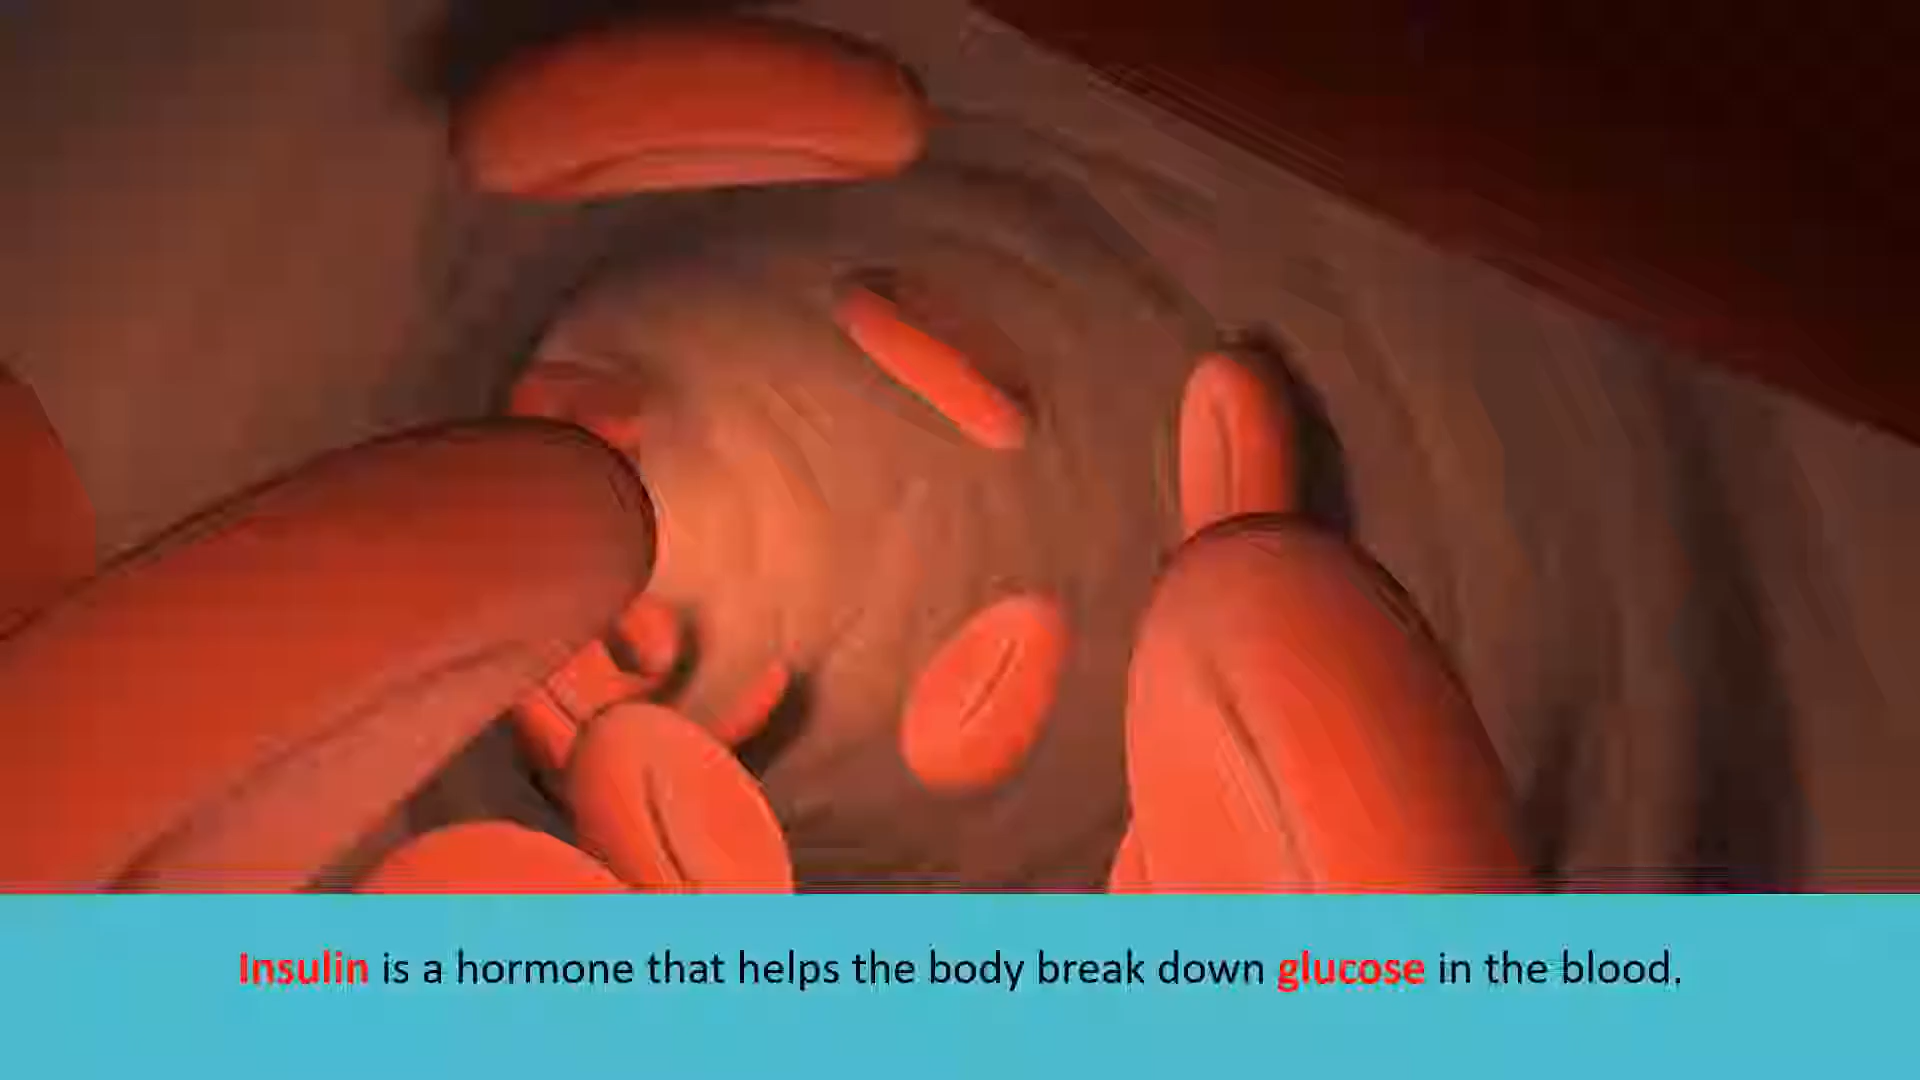 Insulin is a hormone that helps the body break down glucose in the blood.